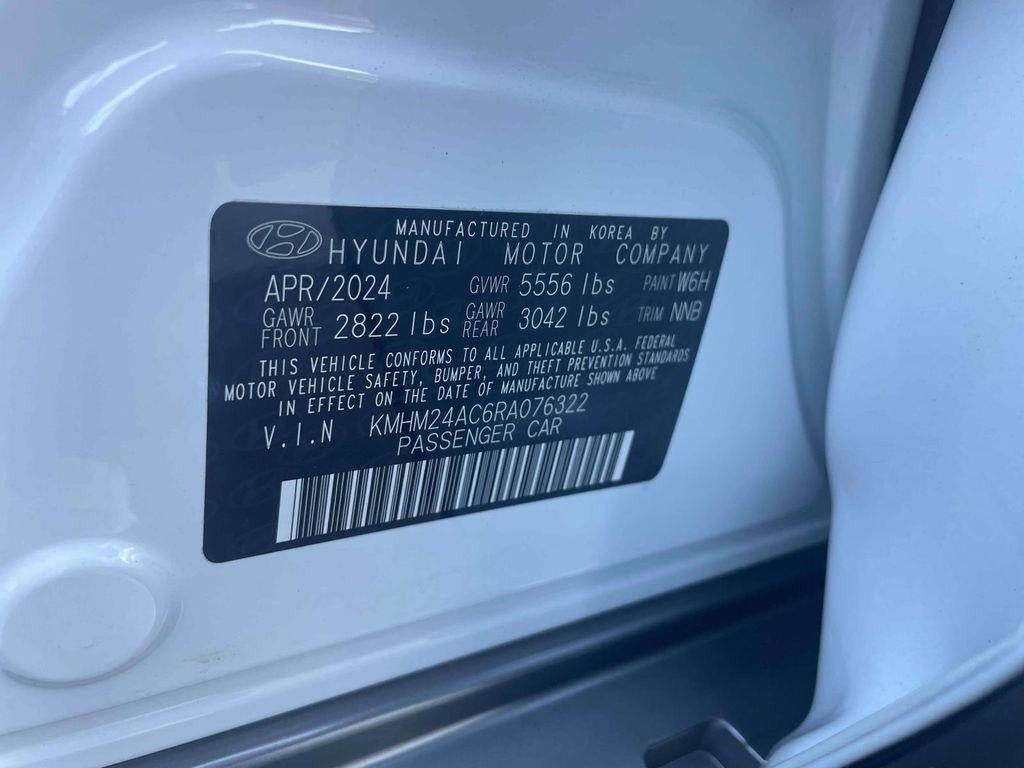 MANUFACTURED IN KOREA BY
HYUNDAI MOTOR COMPANY
APR/2024 GVWR 5556 lbs PAINT W6H
GAWR FRONT 2822 lbs GAWR REAR 3042 lbs TRIM NNB
THIS VEHICLE CONFORMS TO ALL APPLICABLE U.S.A. FEDERAL
MOTOR VEHICLE SAFETY, BUMPER, AND THEFT PREVENTION STANDARDS
IN EFFECT ON THE DATE OF MANUFACTURE SHOWN ABOVE
V.I.N KMHM24AC6RA076322
PASSENGER CAR